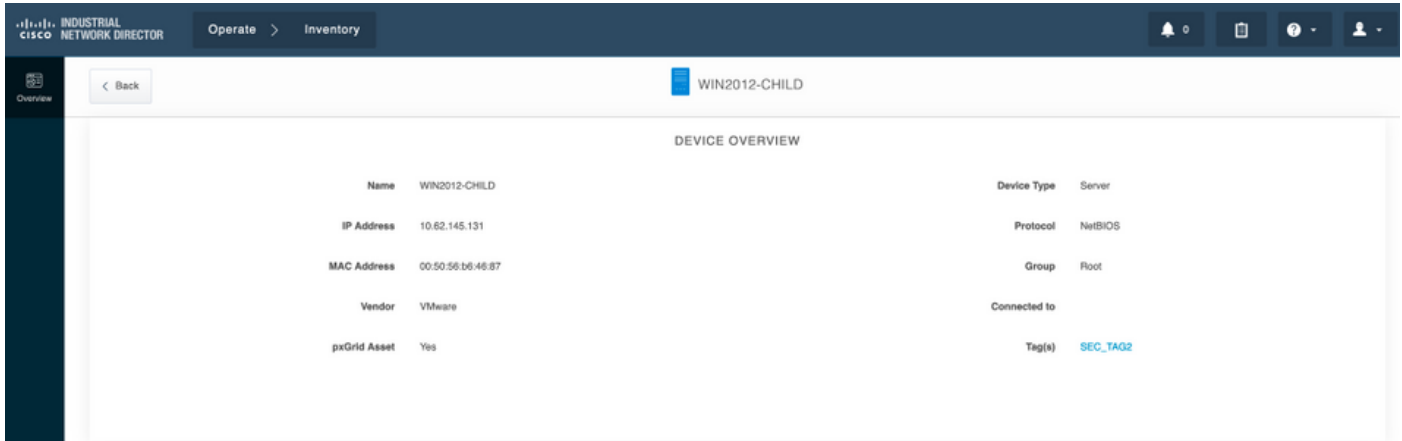 INDUSTRIAL
CISCO NETWORK DIRECTOR
Operate > Inventory
0
Overview
< Back
WIN2012-CHILD
DEVICE OVERVIEW
Name WIN2012-CHILD Device Type Server
IP Address 10.62.145.131 Protocol NetBIOS
MAC Address 00:50:56:b6:46:87 Group Root
Vendor VMware Connected to
pxGrid Asset Yes Tag(s) SEC_TAG2